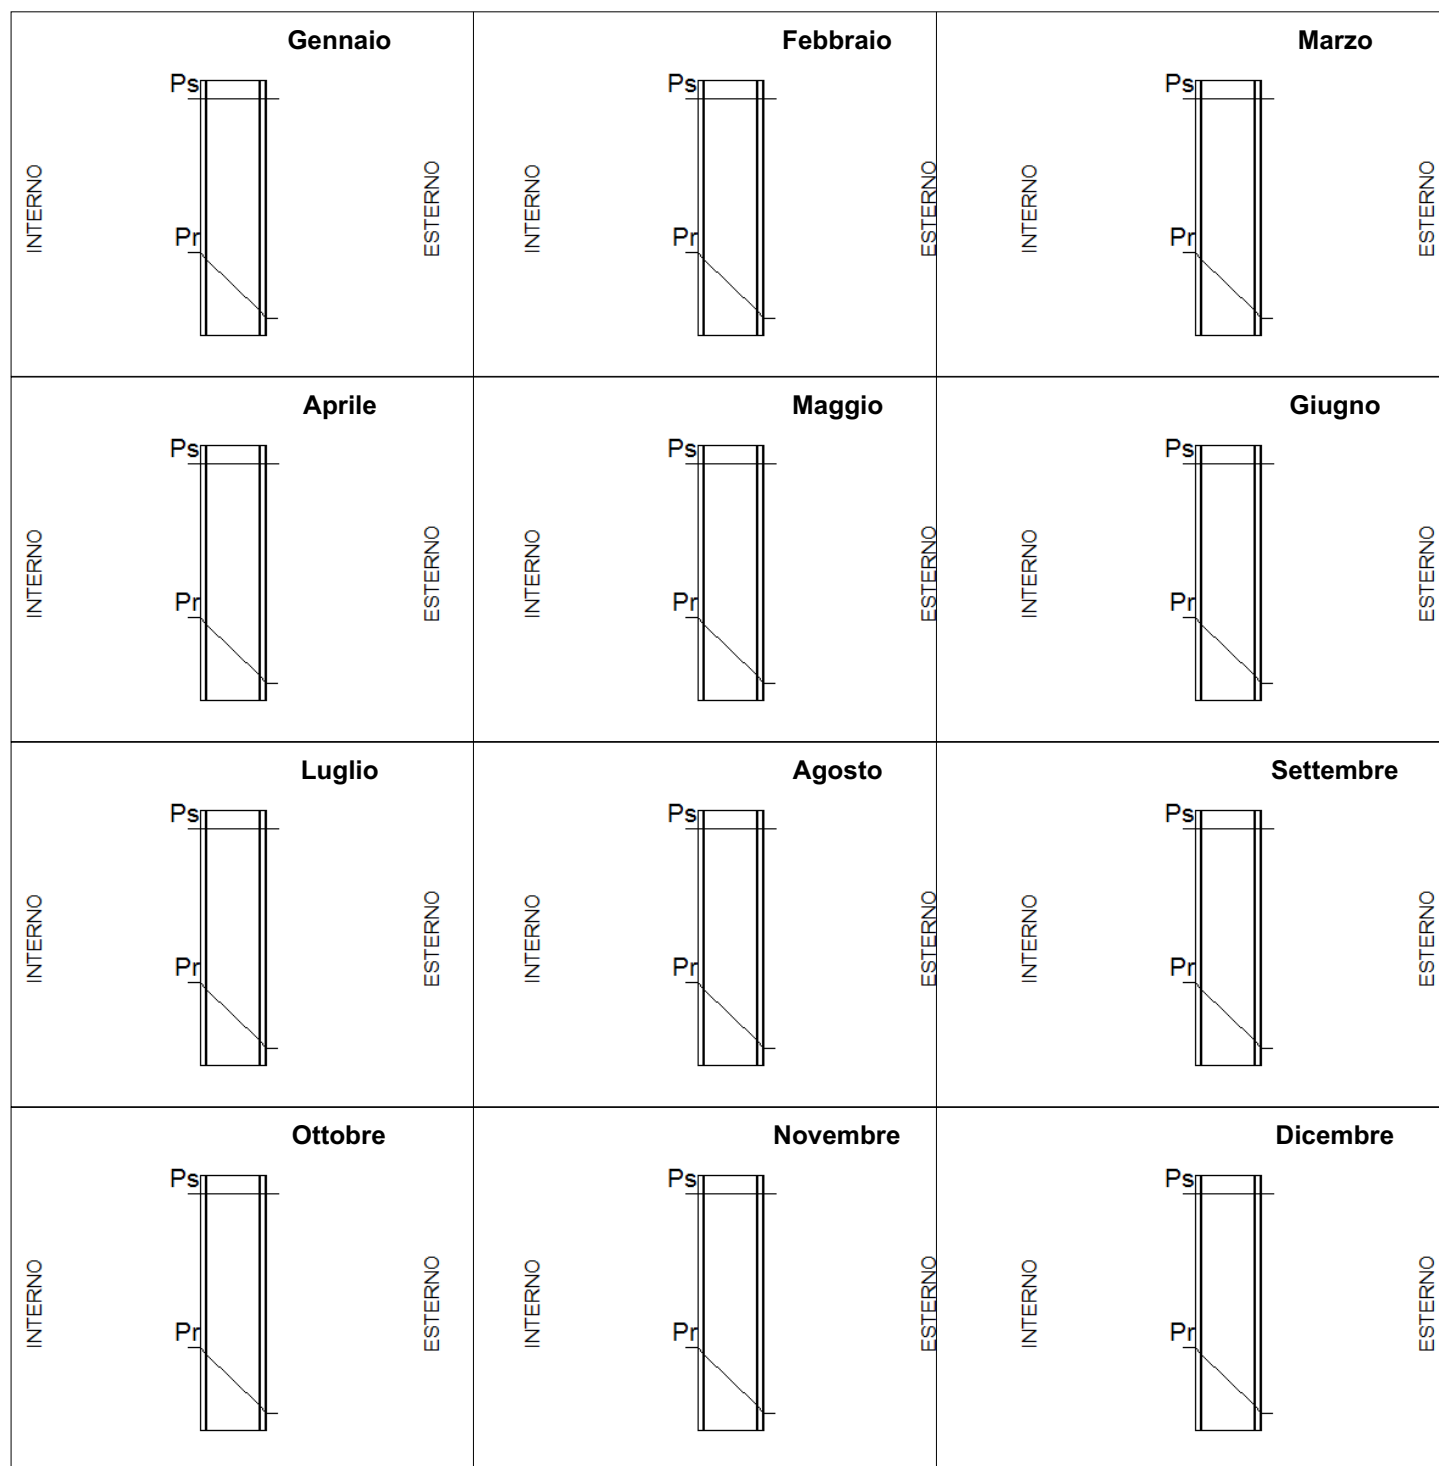 Gennaio
Ps
INTERNO
ESTERNO
Pr
Febbraio
Ps
INTERNO
ESTERNO
Pr
Marzo
Ps
INTERNO
ESTERNO
Pr
Aprile
Ps
INTERNO
ESTERNO
Pr
Maggio
Ps
INTERNO
ESTERNO
Pr
Giugno
Ps
INTERNO
ESTERNO
Pr
Luglio
Ps
INTERNO
ESTERNO
Pr
Agosto
Ps
INTERNO
ESTERNO
Pr
Settembre
Ps
INTERNO
ESTERNO
Pr
Ottobre
Ps
INTERNO
ESTERNO
Pr
Novembre
Ps
INTERNO
ESTERNO
Pr
Dicembre
Ps
INTERNO
ESTERNO
Pr